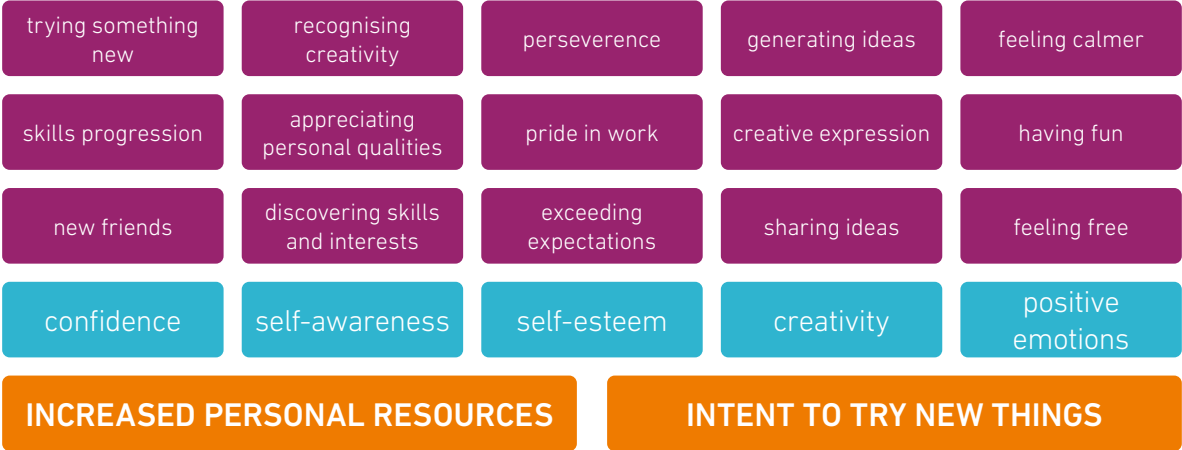 trying something
new
recognising
creativity
perseverence
generating ideas
feeling calmer
skills progression
appreciating
personal qualities
pride in work
creative expression
having fun
new friends
discovering skills
and interests
exceeding
expectations
sharing ideas
feeling free
confidence
self-awareness
self-esteem
creativity
positive
emotions
INCREASED PERSONAL RESOURCES
INTENT TO TRY NEW THINGS